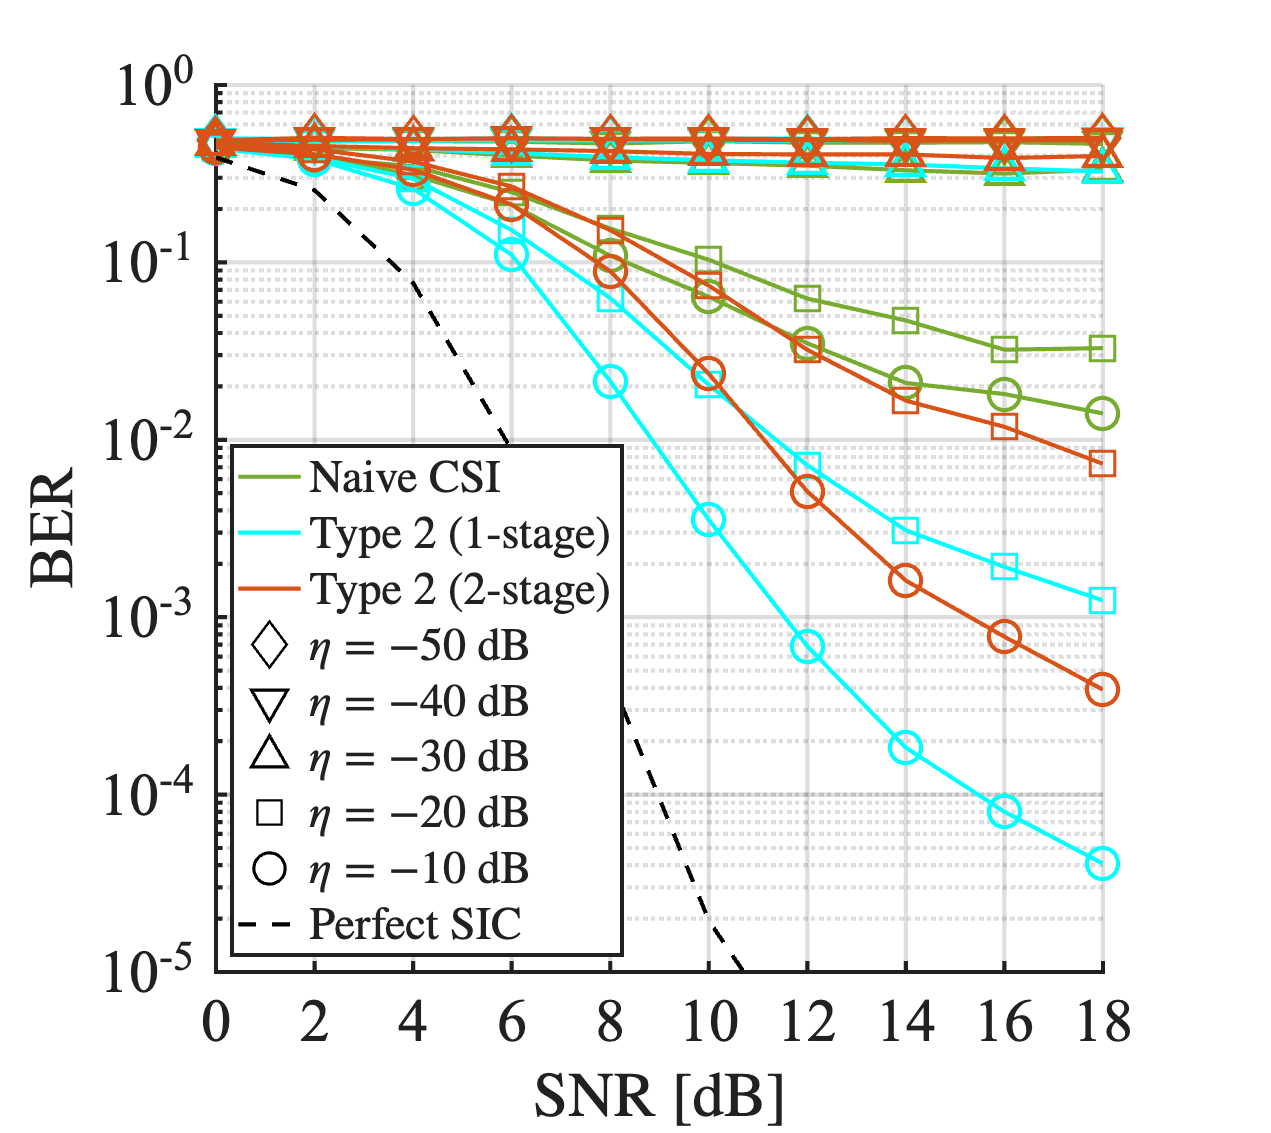 10^0
10^-1
10^-2
10^-3
10^-4
10^-5
BER
Naive CSI
Type 2 (1-stage)
Type 2 (2-stage)
η = −50 dB
η = −40 dB
η = −30 dB
η = −20 dB
η = −10 dB
Perfect SIC
0 2 4 6 8 10 12 14 16 18
SNR [dB]